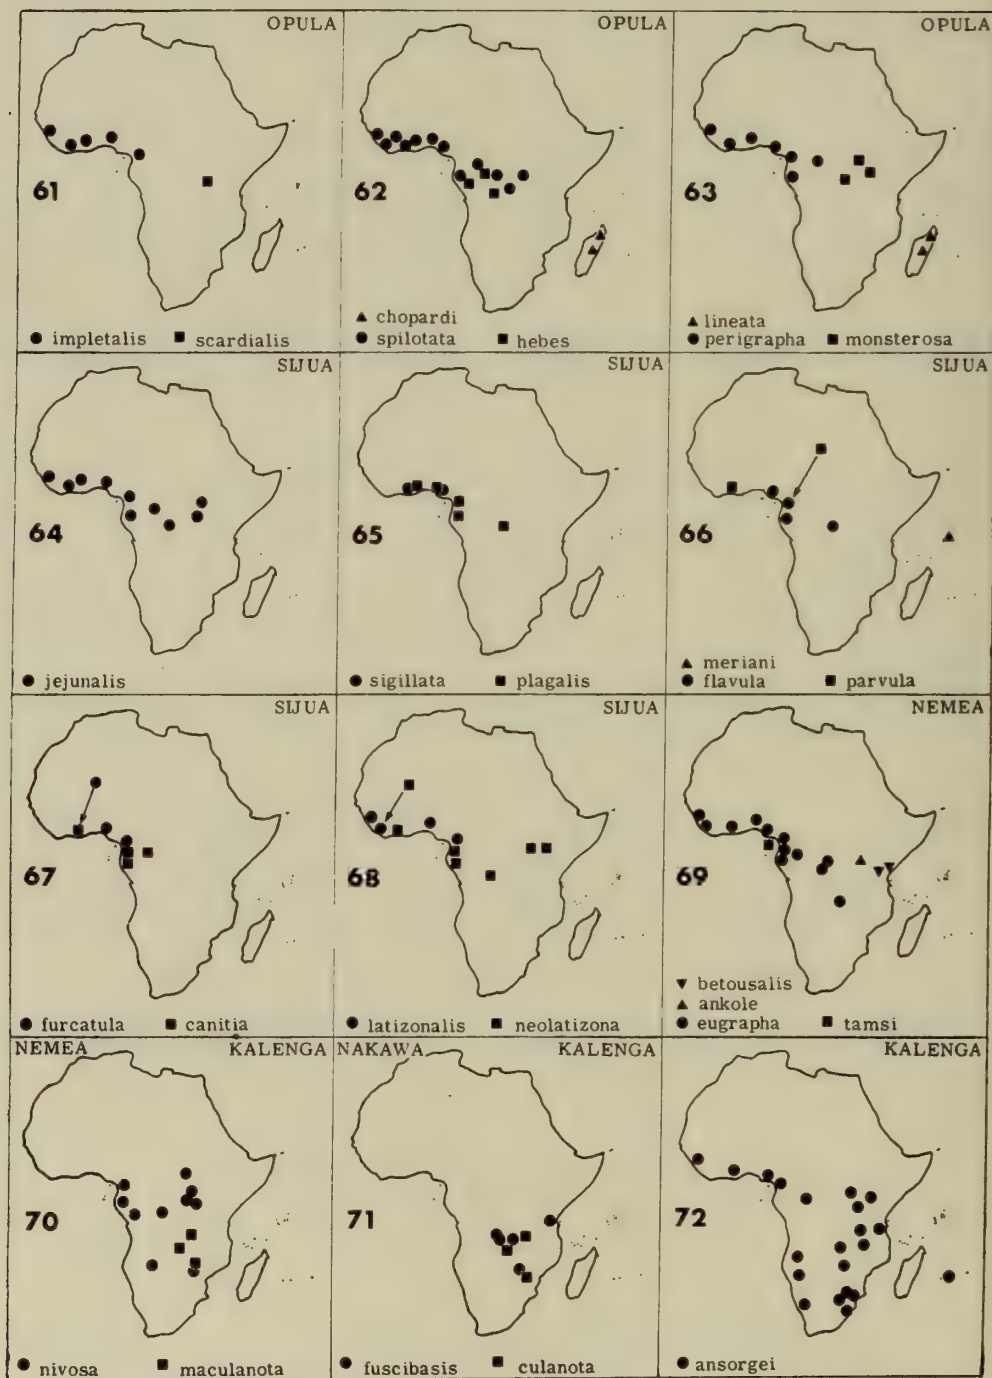 OPULA
61
● impletalis ■ scardialis
OPULA
62
▲ chopardi
● spilotata ■ hebes
OPULA
63
▲ lineata
● perigrapha ■ monsterosa
SIJUA
64
● jejunalis
SIJUA
65
● sigillata ■ plagalis
SIJUA
66
▲ meriani
● flavula ■ parvula
SIJUA
67
● furcatula ■ canitia
SIJUA
68
● latizonalis ■ neolatizona
NEMEA
69
▼ betousalis
▲ ankole
● eugrapha ■ tamsi
NEMEA KALENGA
70
● nivosa ■ maculanota
NAKAWA KALENGA
71
● fuscibasis ■ culanota
KALENGA
72
● ansorgei